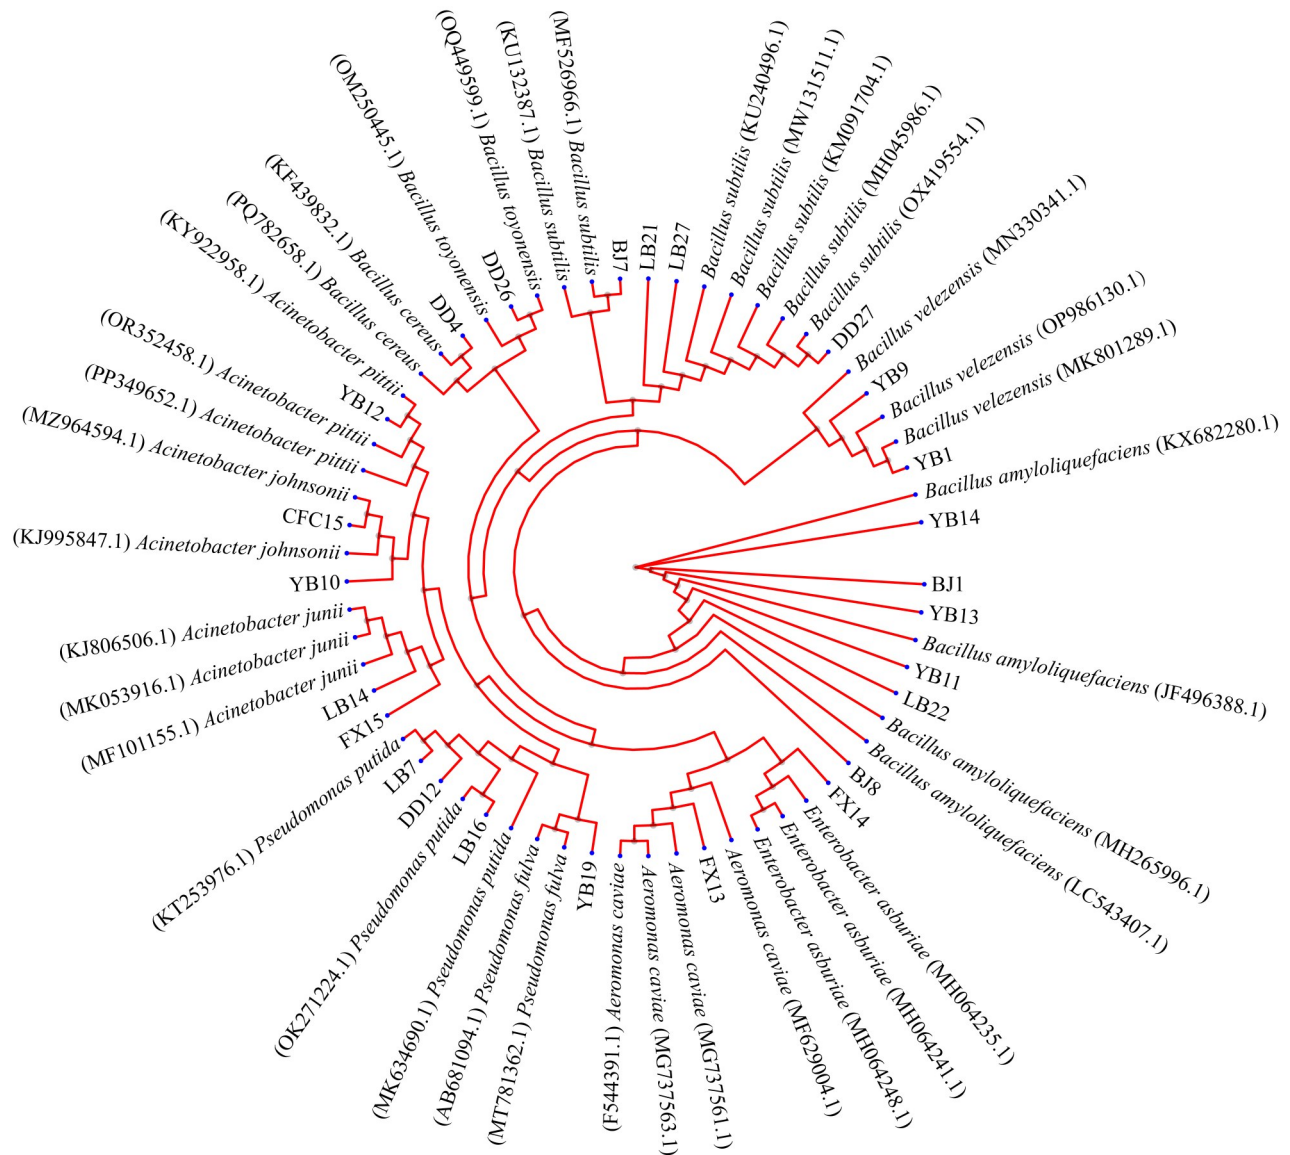 (OM250445.1) Bacillus toyonensis
DD26
(OQ449599.1) Bacillus toyonensis
(KU132387.1) Bacillus subtilis
(MF526966.1) Bacillus subtilis
BJ7
LB21
LB27
Bacillus subtilis (KU240496.1)
Bacillus subtilis (MW131511.1)
Bacillus subtilis (KM091704.1)
Bacillus subtilis (MH045986.1)
Bacillus subtilis (OX419554.1)
DD27
Bacillus velezensis (MN330341.1)
YB9
Bacillus velezensis (OP986130.1)
Bacillus velezensis (MK801289.1)
YB1
Bacillus amyloliquefaciens (KX682280.1)
YB14
BJ1
YB13
Bacillus amyloliquefaciens (JF496388.1)
YB11
LB22
Bacillus amyloliquefaciens (MH265996.1)
Bacillus amyloliquefaciens (LC543407.1)
BJ8
FX14
Enterobacter asburiae (MH064235.1)
Enterobacter asburiae (MH064241.1)
Enterobacter asburiae (MH064248.1)
Aeromonas caviae (MF629004.1)
FX13
Aeromonas caviae (MG737561.1)
Aeromonas caviae (MG737563.1)
(F544391.1) Aeromonas caviae
YB19
(MT781362.1) Pseudomonas fulva
(AB681094.1) Pseudomonas fulva
(MK634690.1) Pseudomonas putida
LB16
(OK271224.1) Pseudomonas putida
DD12
LB7
(KT253976.1) Pseudomonas putida
FX15
LB14
(MF101155.1) Acinetobacter junii
(MK053916.1) Acinetobacter junii
(KJ806506.1) Acinetobacter junii
YB10
(KJ995847.1) Acinetobacter johnsonii
CFC15
(MZ964594.1) Acinetobacter johnsonii
(PP349652.1) Acinetobacter pittii
(OR352458.1) Acinetobacter pittii
YB12
(KY922958.1) Acinetobacter pittii
(PQ782658.1) Bacillus cereus
(KF439832.1) Bacillus cereus
DD4